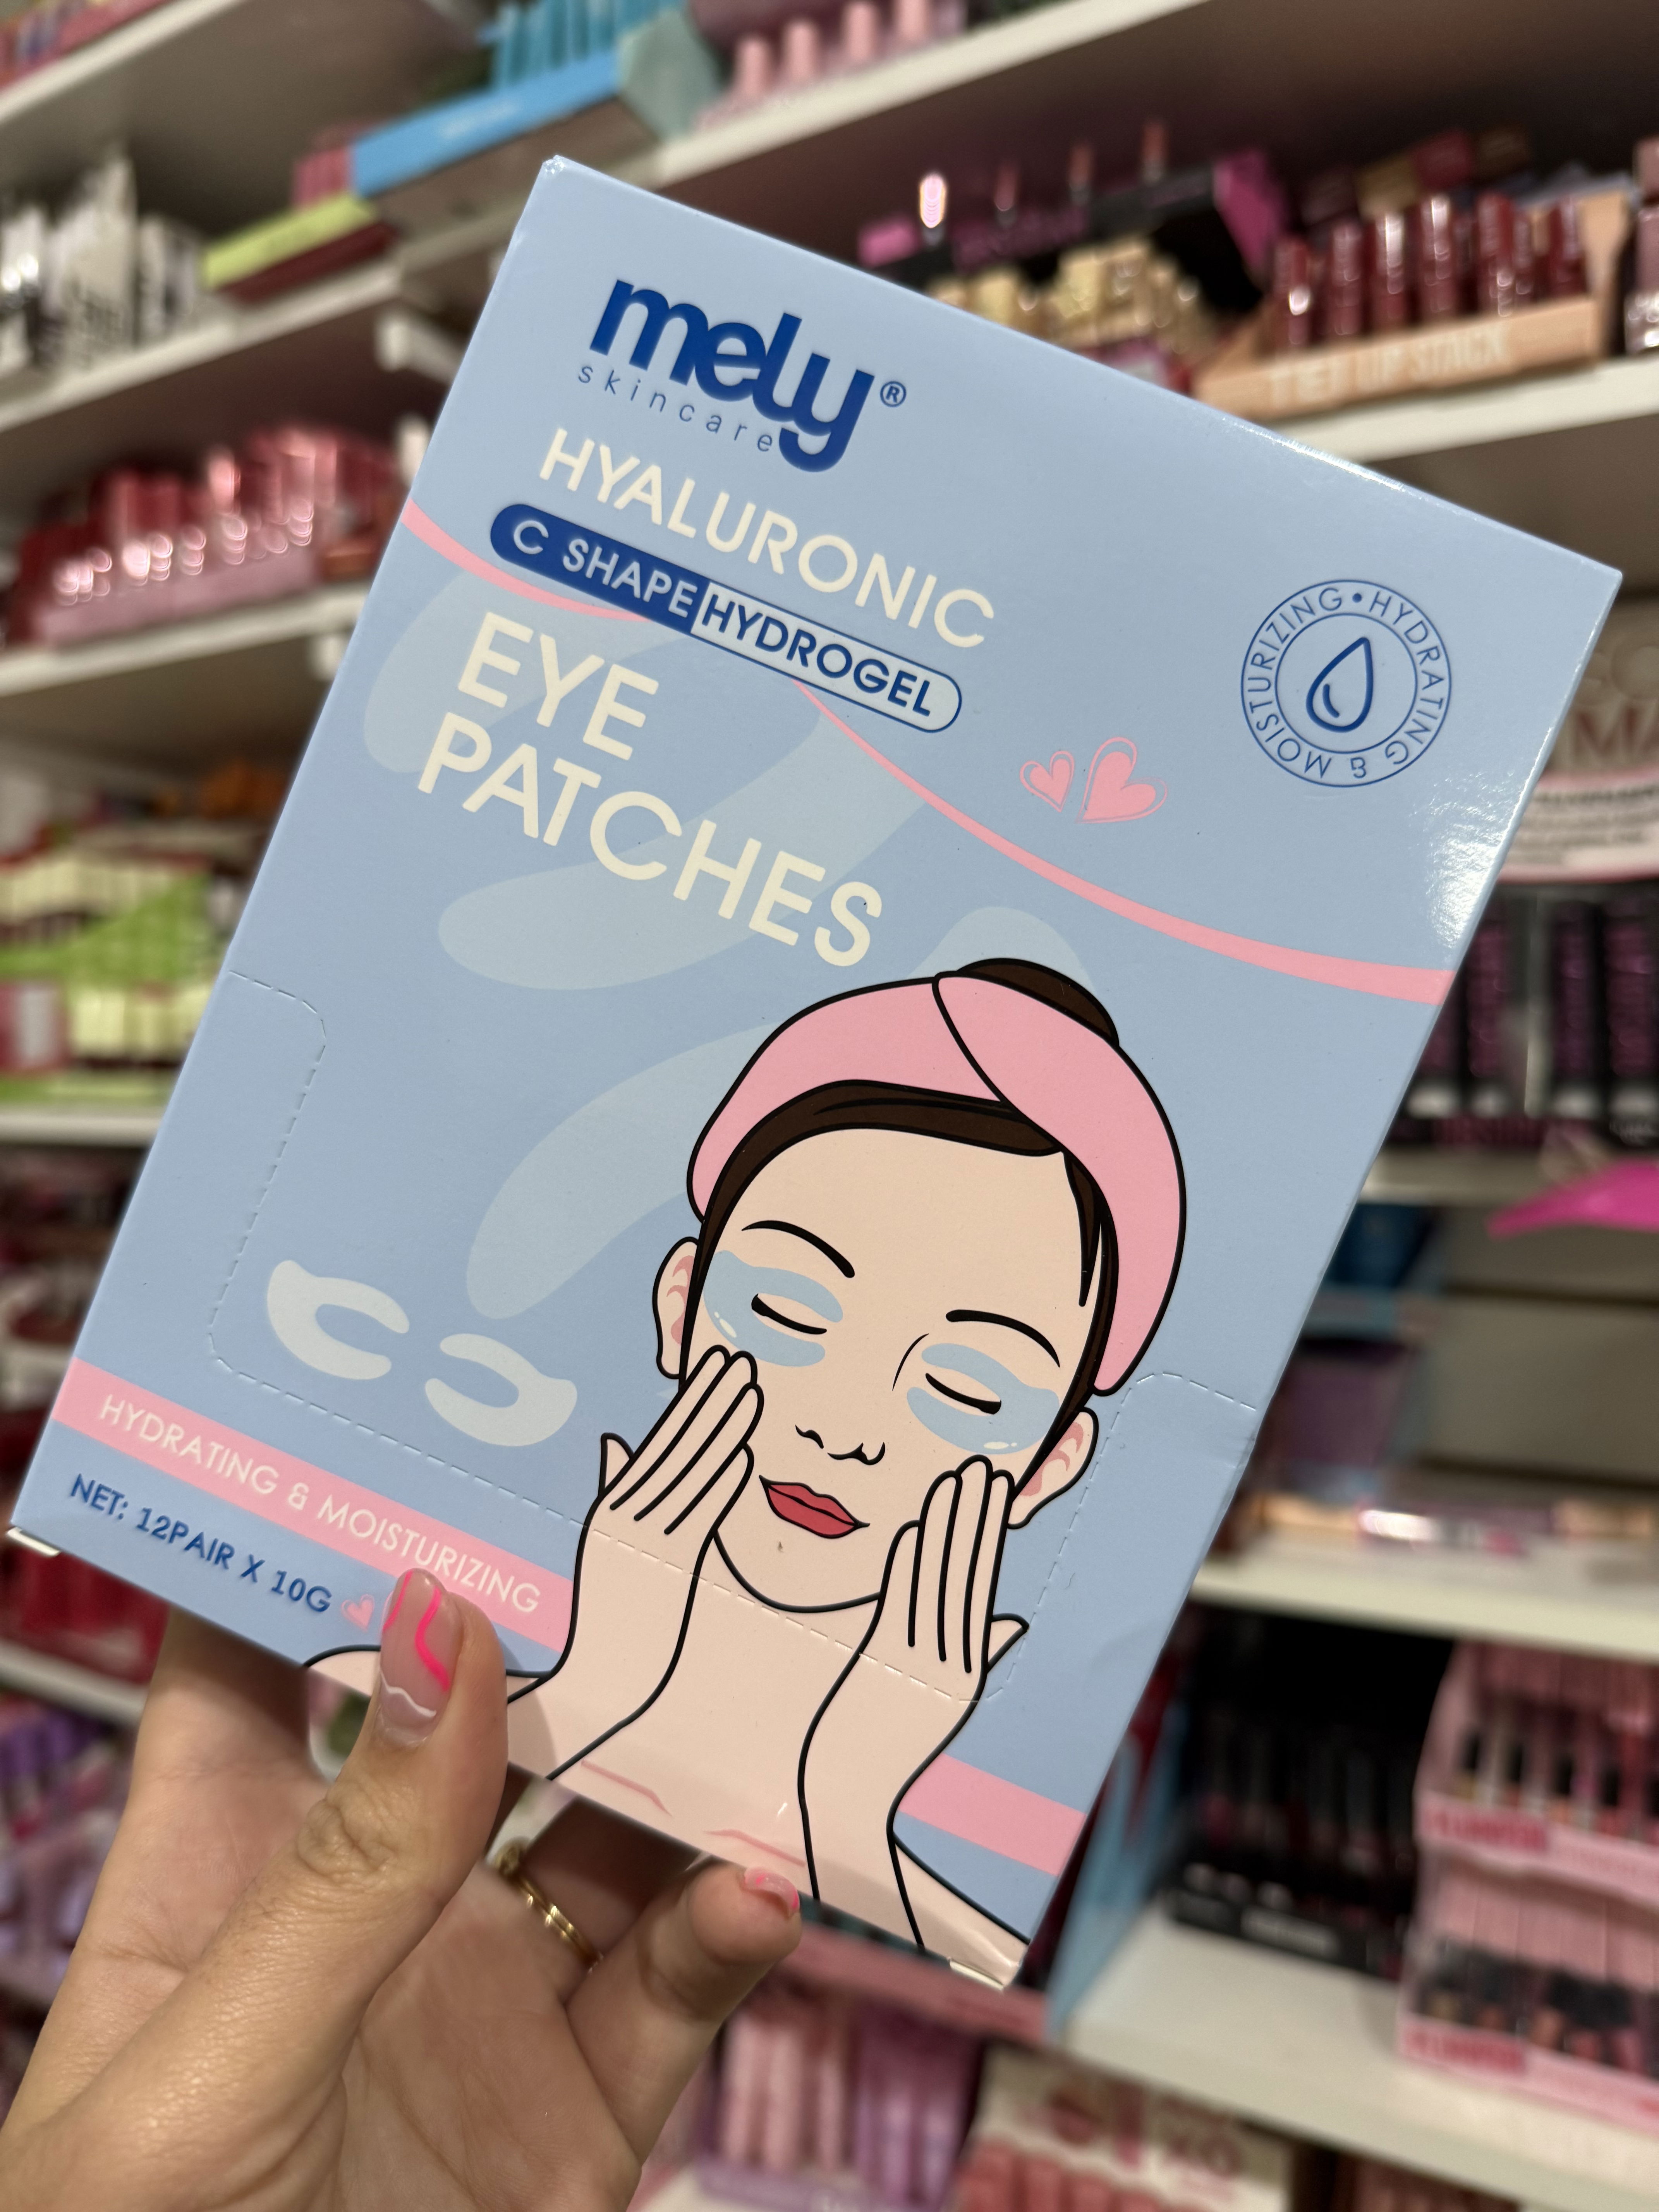 mely®
skincare
HYALURONIC
C SHAPE HYDROGEL
EYE
PATCHES
HYDRATING & MOISTURIZING •
HYDRATING & MOISTURIZING
NET: 12PAIR X 10G